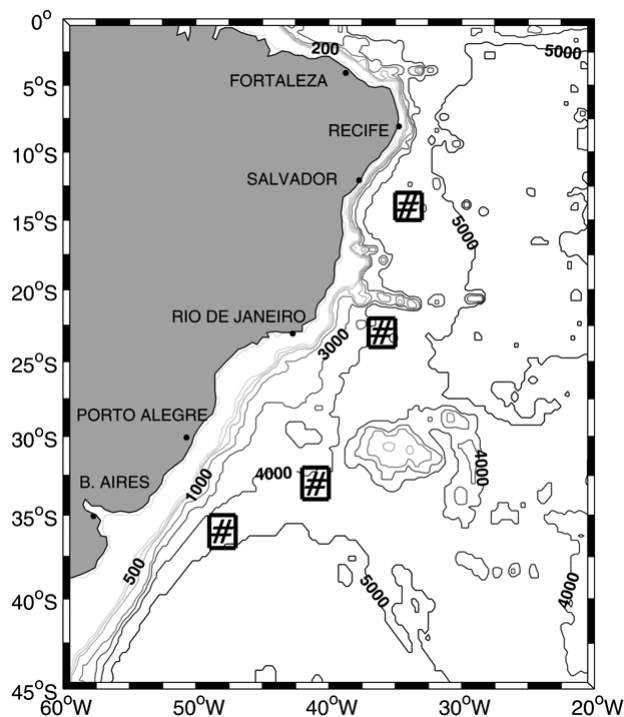 0°
200
5000
FORTALEZA
5°S
RECIFE
10°S
SALVADOR
#
15°S
5000
20°S
RIO DE JANEIRO
#
3000
25°S
PORTO ALEGRE
30°S
4000
4000
B. AIRES
1000
#
35°S
#
500
5000
4000
40°S
45°S
60°W
50°W
40°W
30°W
20°W